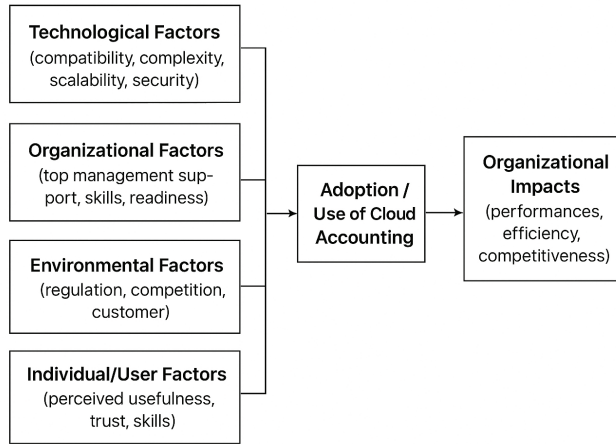 Technological Factors
(compatibility, complexity,
scalability, security)
Organizational Factors
(top management sup-
port, skills, readiness)
Environmental Factors
(regulation, competition,
customer)
Individual/User Factors
(perceived usefulness,
trust, skills)
Adoption /
Use of Cloud
Accounting
Organizational
Impacts
(performances,
efficiency,
competitiveness)